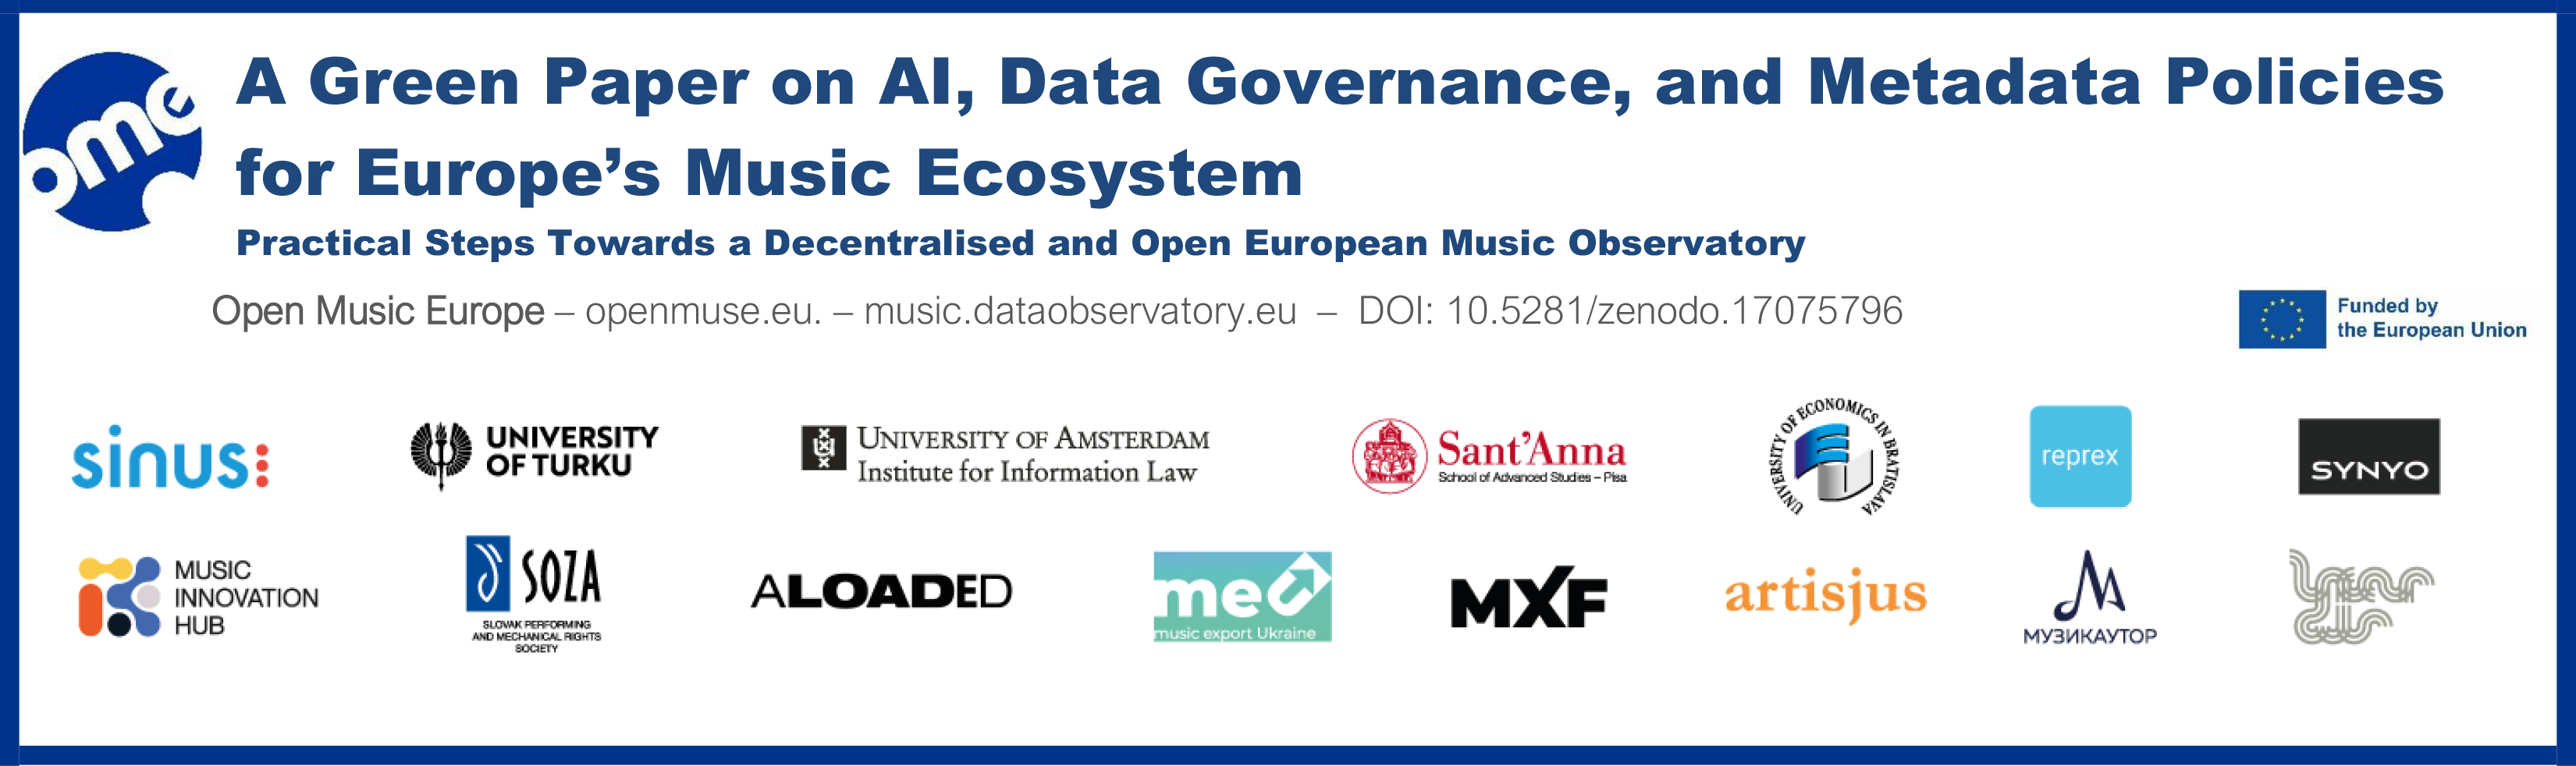 ome
A Green Paper on AI, Data Governance, and Metadata Policies
for Europe's Music Ecosystem
Practical Steps Towards a Decentralised and Open European Music Observatory
Open Music Europe – openmuse.eu. – music.dataobservatory.eu – DOI: 10.5281/zenodo.17075796
Funded by
the European Union
sinus:
UNIVERSITY
OF TURKU
UNIVERSITY OF AMSTERDAM
Institute for Information Law
Sant'Anna
School of Advanced Studies – Pisa
UNIVERSITY OF ECONOMICS IN BRATISLAVA
reprex
SYNYO
MUSIC
INNOVATION
HUB
SOZA
SLOVAK PERFORMING
AND MECHANICAL RIGHTS
SOCIETY
ALOADED
me
music export Ukraine
MXF
artisjus
МУЗИКАУТОР